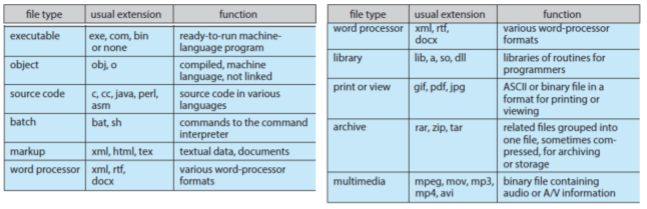 file type usual extension function
executable exe, com, bin ready-to-run machine-
or none language program
object obj, o compiled, machine
language, not linked
source code c, cc, java, perl, source code in various
asm languages
batch bat, sh commands to the command
interpreter
markup xml, html, tex textual data, documents
word processor xml, rtf, various word-processor
docx formats
file type usual extension function
word processor xml, rtf, various word-processor
docx formats
library lib, a, so, dll libraries of routines for
programmers
print or view gif, pdf, jpg ASCII or binary file in a
format for printing or
viewing
archive rar, zip, tar related files grouped into
one file, sometimes com-
pressed, for archiving
or storage
multimedia mpeg, mov, mp3, binary file containing
mp4, avi audio or A/V information